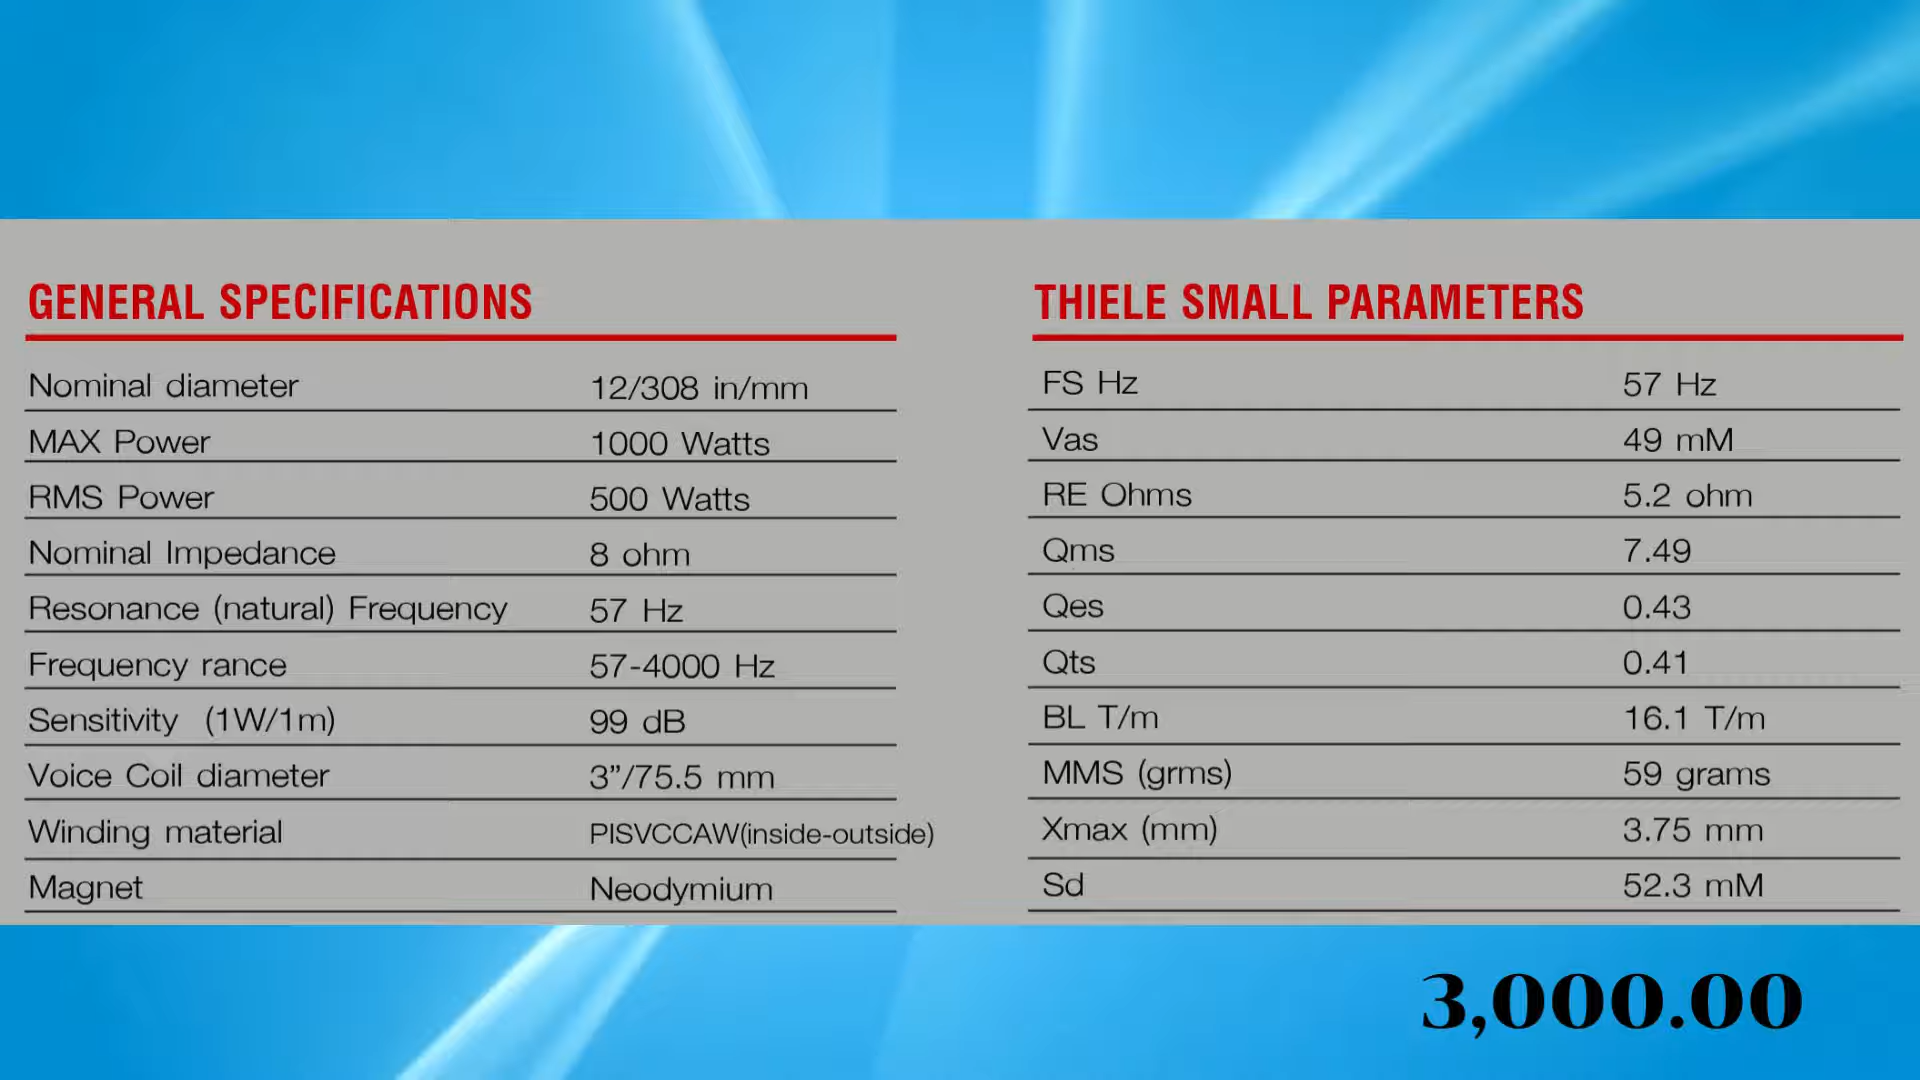 GENERAL SPECIFICATIONS
Nominal diameter 12/308 in/mm
MAX Power 1000 Watts
RMS Power 500 Watts
Nominal Impedance 8 ohm
Resonance (natural) Frequency 57 Hz
Frequency rance 57-4000 Hz
Sensitivity (1W/1m) 99 dB
Voice Coil diameter 3”/75.5 mm
Winding material PISVCCAW(inside-outside)
Magnet Neodymium
THIELE SMALL PARAMETERS
FS Hz 57 Hz
Vas 49 mM
RE Ohms 5.2 ohm
Qms 7.49
Qes 0.43
Qts 0.41
BL T/m 16.1 T/m
MMS (grms) 59 grams
Xmax (mm) 3.75 mm
Sd 52.3 mM
3,000.00